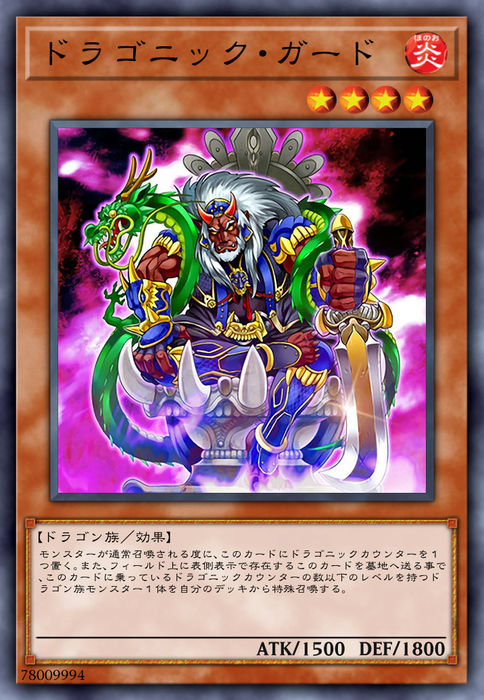 ドラゴニック・ガード
ほのお
炎
【ドラゴン族／効果】
モンスターが通常召喚される度に、このカードにドラゴニックカウンターを１
つ置く。また、フィールド上に表側表示で存在するこのカードを墓地へ送る事で
、このカードに乗っているドラゴニックカウンターの数以下のレベルを持つド
ラゴン族モンスター１体を自分のデッキから特殊召喚する。
ATK/1500 DEF/1800
78009994